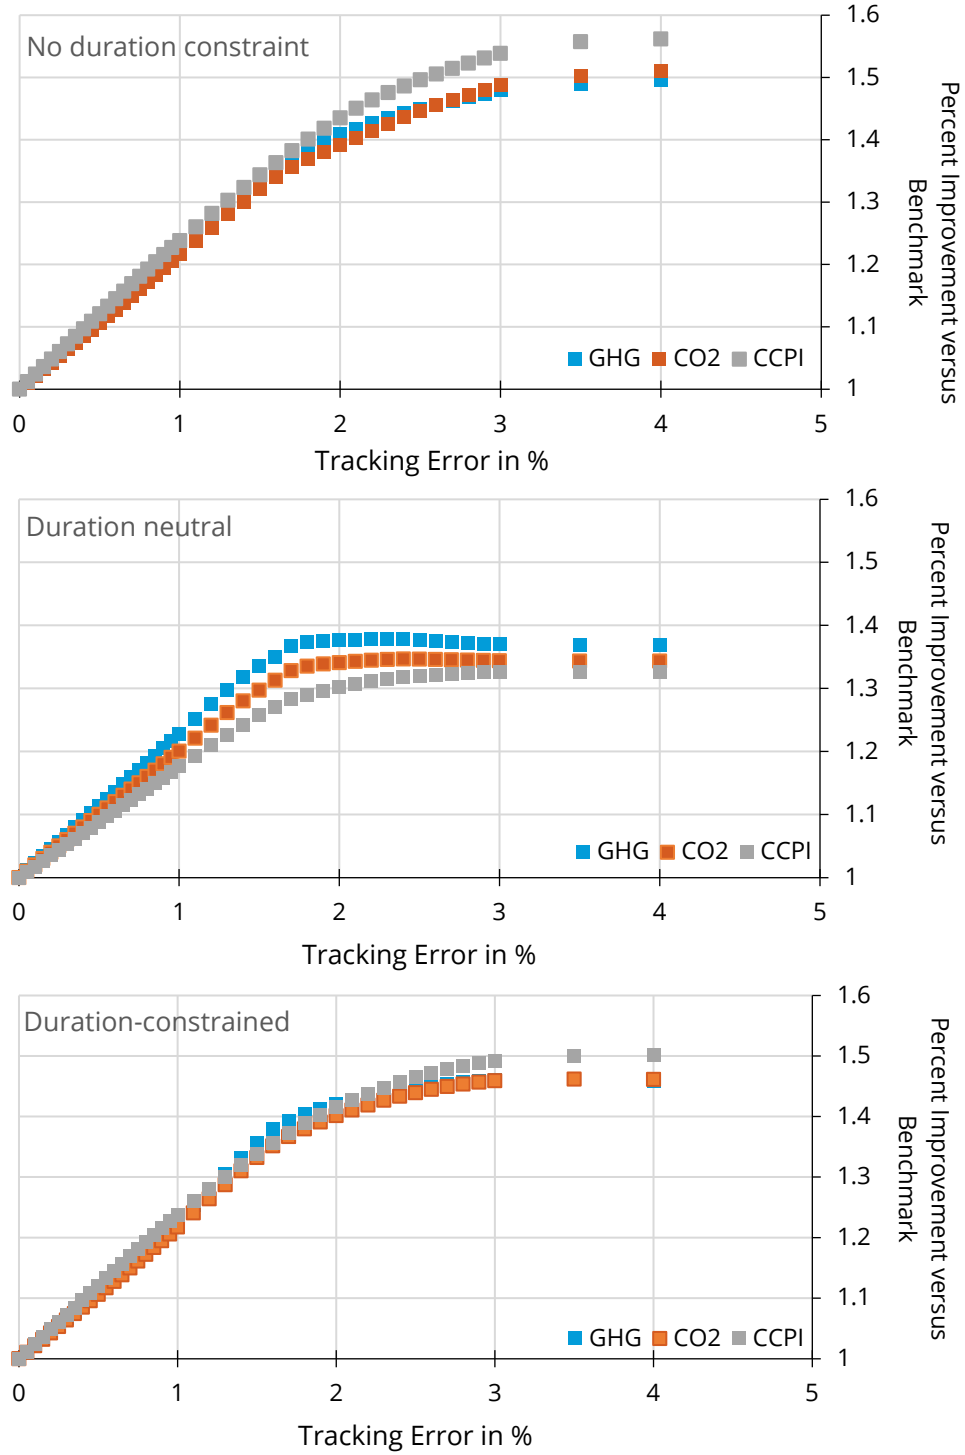 No duration constraint
1.6
1.5
1.4
1.3
1.2
1.1
1
Percent Improvement versus
Benchmark
GHG CO2 CCPI
0 1 2 3 4 5
Tracking Error in %
Duration neutral
1.6
1.5
1.4
1.3
1.2
1.1
1
Percent Improvement versus
Benchmark
GHG CO2 CCPI
0 1 2 3 4 5
Tracking Error in %
Duration-constrained
1.6
1.5
1.4
1.3
1.2
1.1
1
Percent Improvement versus
Benchmark
GHG CO2 CCPI
0 1 2 3 4 5
Tracking Error in %